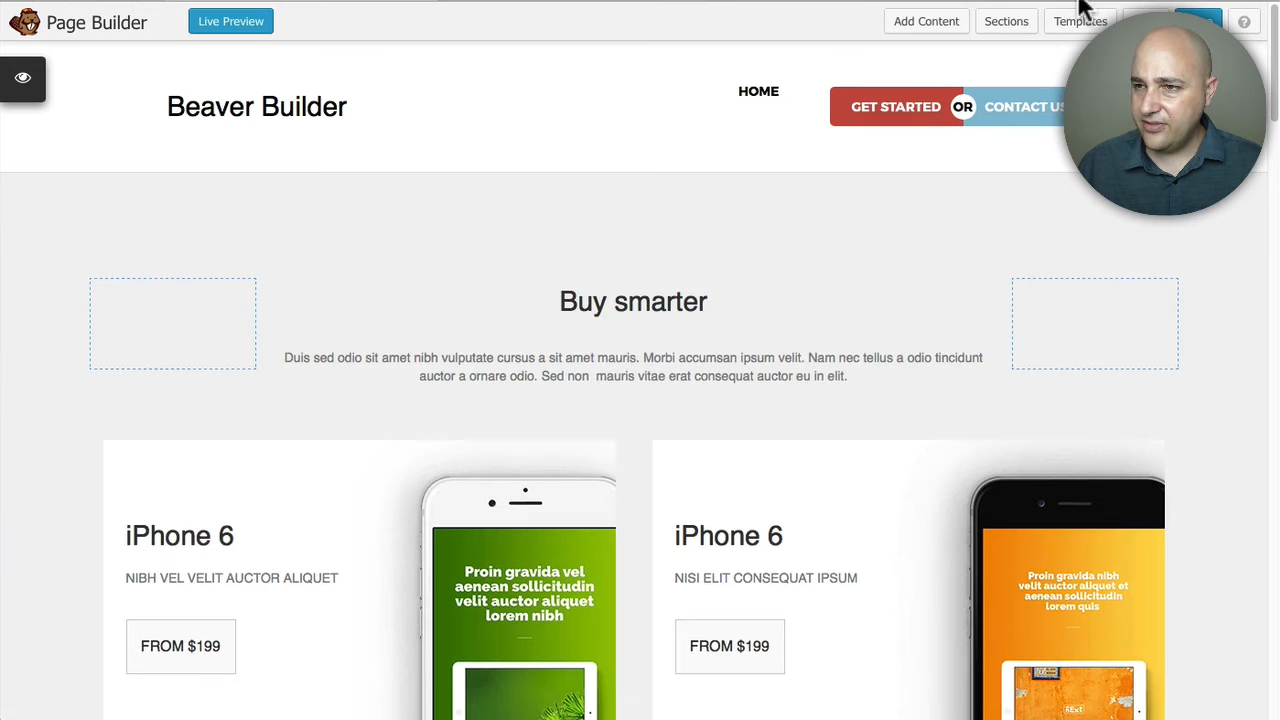 Page Builder
Live Preview
Add Content
Sections
Templates
?
Beaver Builder
HOME
GET STARTED
OR
CONTACT US
Buy smarter
Duis sed odio sit amet nibh vulputate cursus a sit amet mauris. Morbi accumsan ipsum velit. Nam nec tellus a odio tincidunt
auctor a ornare odio. Sed non mauris vitae erat consequat auctor eu in elit.
iPhone 6
NIBH VEL VELIT AUCTOR ALIQUET
FROM $199
Proin gravida vel
aenean sollicitudin
velit auctor aliquet
lorem nibh
iPhone 6
NISI ELIT CONSEQUAT IPSUM
FROM $199
Proin gravida nibh
vel aenean sollicitudin et
aenean sollicitudin
lorem quis